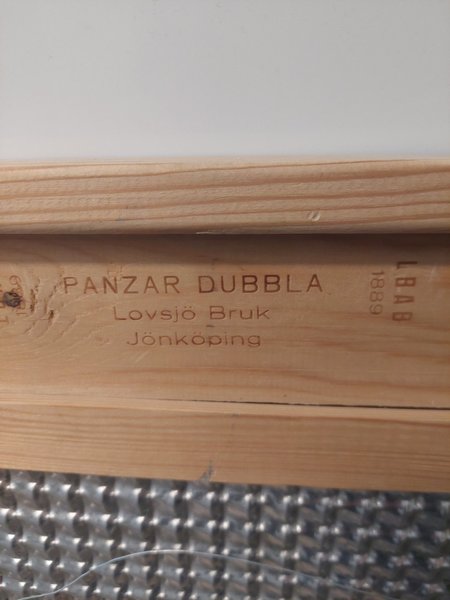 PANZAR DUBBLA
Lovsjö Bruk
Jönköping
LBAB
1889